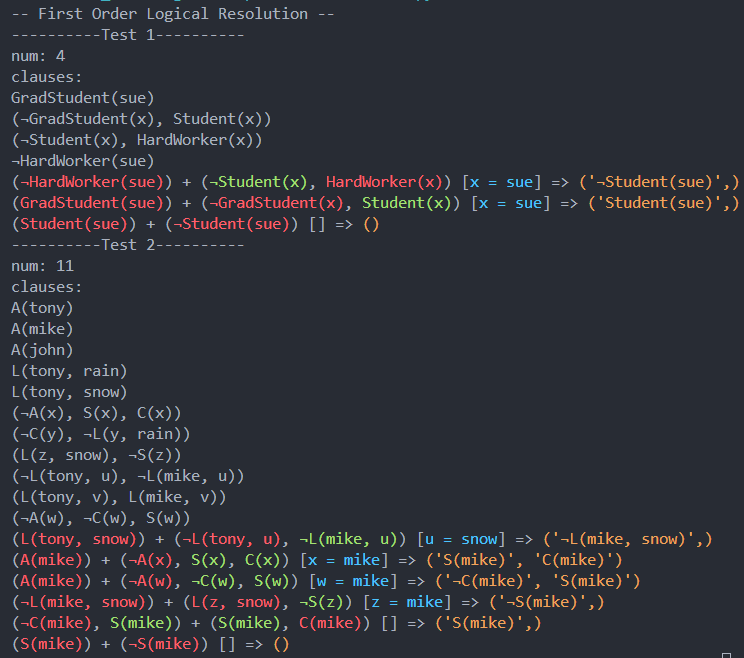 -- First Order Logical Resolution --
----------Test 1----------
num: 4
clauses:
GradStudent(sue)
(¬GradStudent(x), Student(x))
(¬Student(x), HardWorker(x))
¬HardWorker(sue)
(¬HardWorker(sue)) + (¬Student(x), HardWorker(x)) [x = sue] => ('¬Student(sue)',)
(GradStudent(sue)) + (¬GradStudent(x), Student(x)) [x = sue] => ('Student(sue)',)
(Student(sue)) + (¬Student(sue)) [] => ()
----------Test 2----------
num: 11
clauses:
A(tony)
A(mike)
A(john)
L(tony, rain)
L(tony, snow)
(¬A(x), S(x), C(x))
(¬C(y), ¬L(y, rain))
(L(z, snow), ¬S(z))
(¬L(tony, u), ¬L(mike, u))
(L(tony, v), L(mike, v))
(¬A(w), ¬C(w), S(w))
(L(tony, snow)) + (¬L(tony, u), ¬L(mike, u)) [u = snow] => ('¬L(mike, snow)',)
(A(mike)) + (¬A(x), S(x), C(x)) [x = mike] => ('S(mike)', 'C(mike)')
(A(mike)) + (¬A(w), ¬C(w), S(w)) [w = mike] => ('¬C(mike)', 'S(mike)')
(¬L(mike, snow)) + (L(z, snow), ¬S(z)) [z = mike] => ('¬S(mike)',)
(¬C(mike), S(mike)) + (S(mike), C(mike)) [] => ('S(mike)',)
(S(mike)) + (¬S(mike)) [] => ()